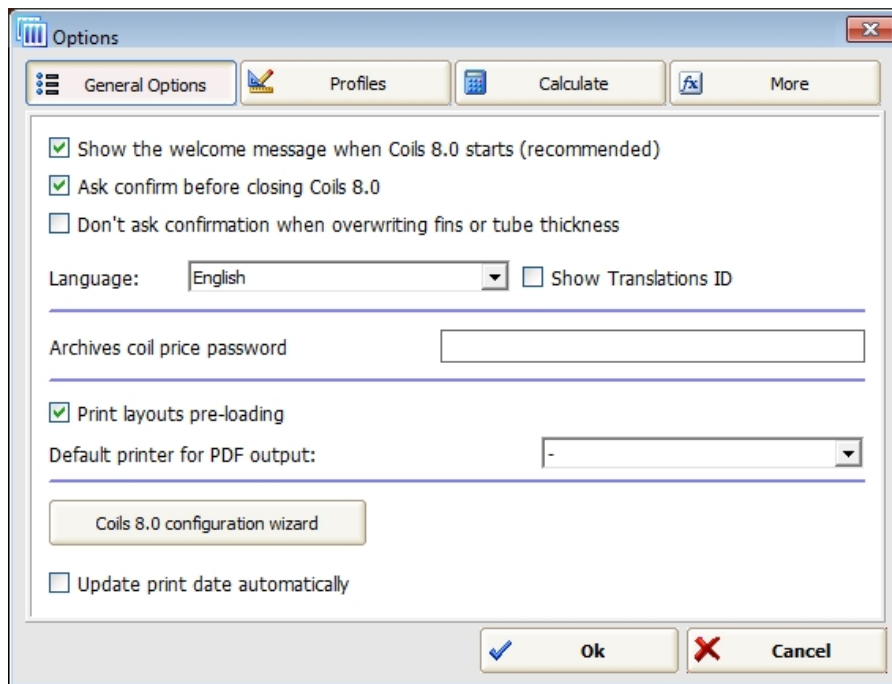 Options
General Options
Profiles
Calculate
fx
More
Show the welcome message when Coils 8.0 starts (recommended)
Ask confirm before closing Coils 8.0
Don't ask confirmation when overwriting fins or tube thickness
Language: English Show Translations ID
Archives coil price password
Print layouts pre-loading
Default printer for PDF output: -
Coils 8.0 configuration wizard
Update print date automatically
Ok
Cancel